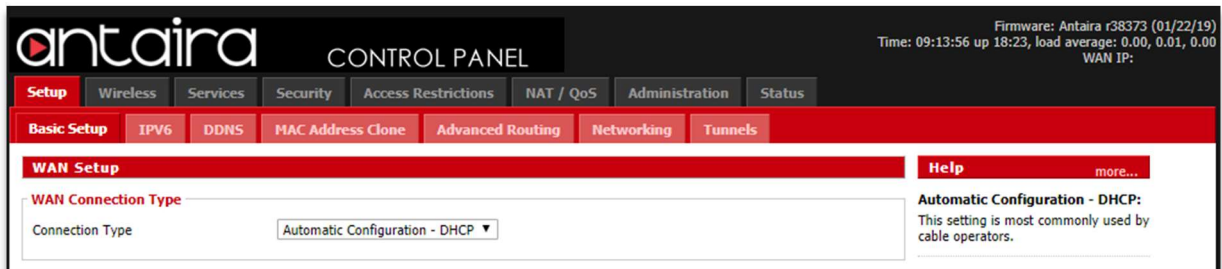 antaira CONTROL PANEL
Firmware: Antaira r38373 (01/22/19)
Time: 09:13:56 up 18:23, load average: 0.00, 0.01, 0.00
WAN IP:
Setup Wireless Services Security Access Restrictions NAT / QoS Administration Status
Basic Setup IPV6 DDNS MAC Address Clone Advanced Routing Networking Tunnels
WAN Setup
WAN Connection Type
Connection Type Automatic Configuration - DHCP
Help more...
Automatic Configuration - DHCP:
This setting is most commonly used by
cable operators.